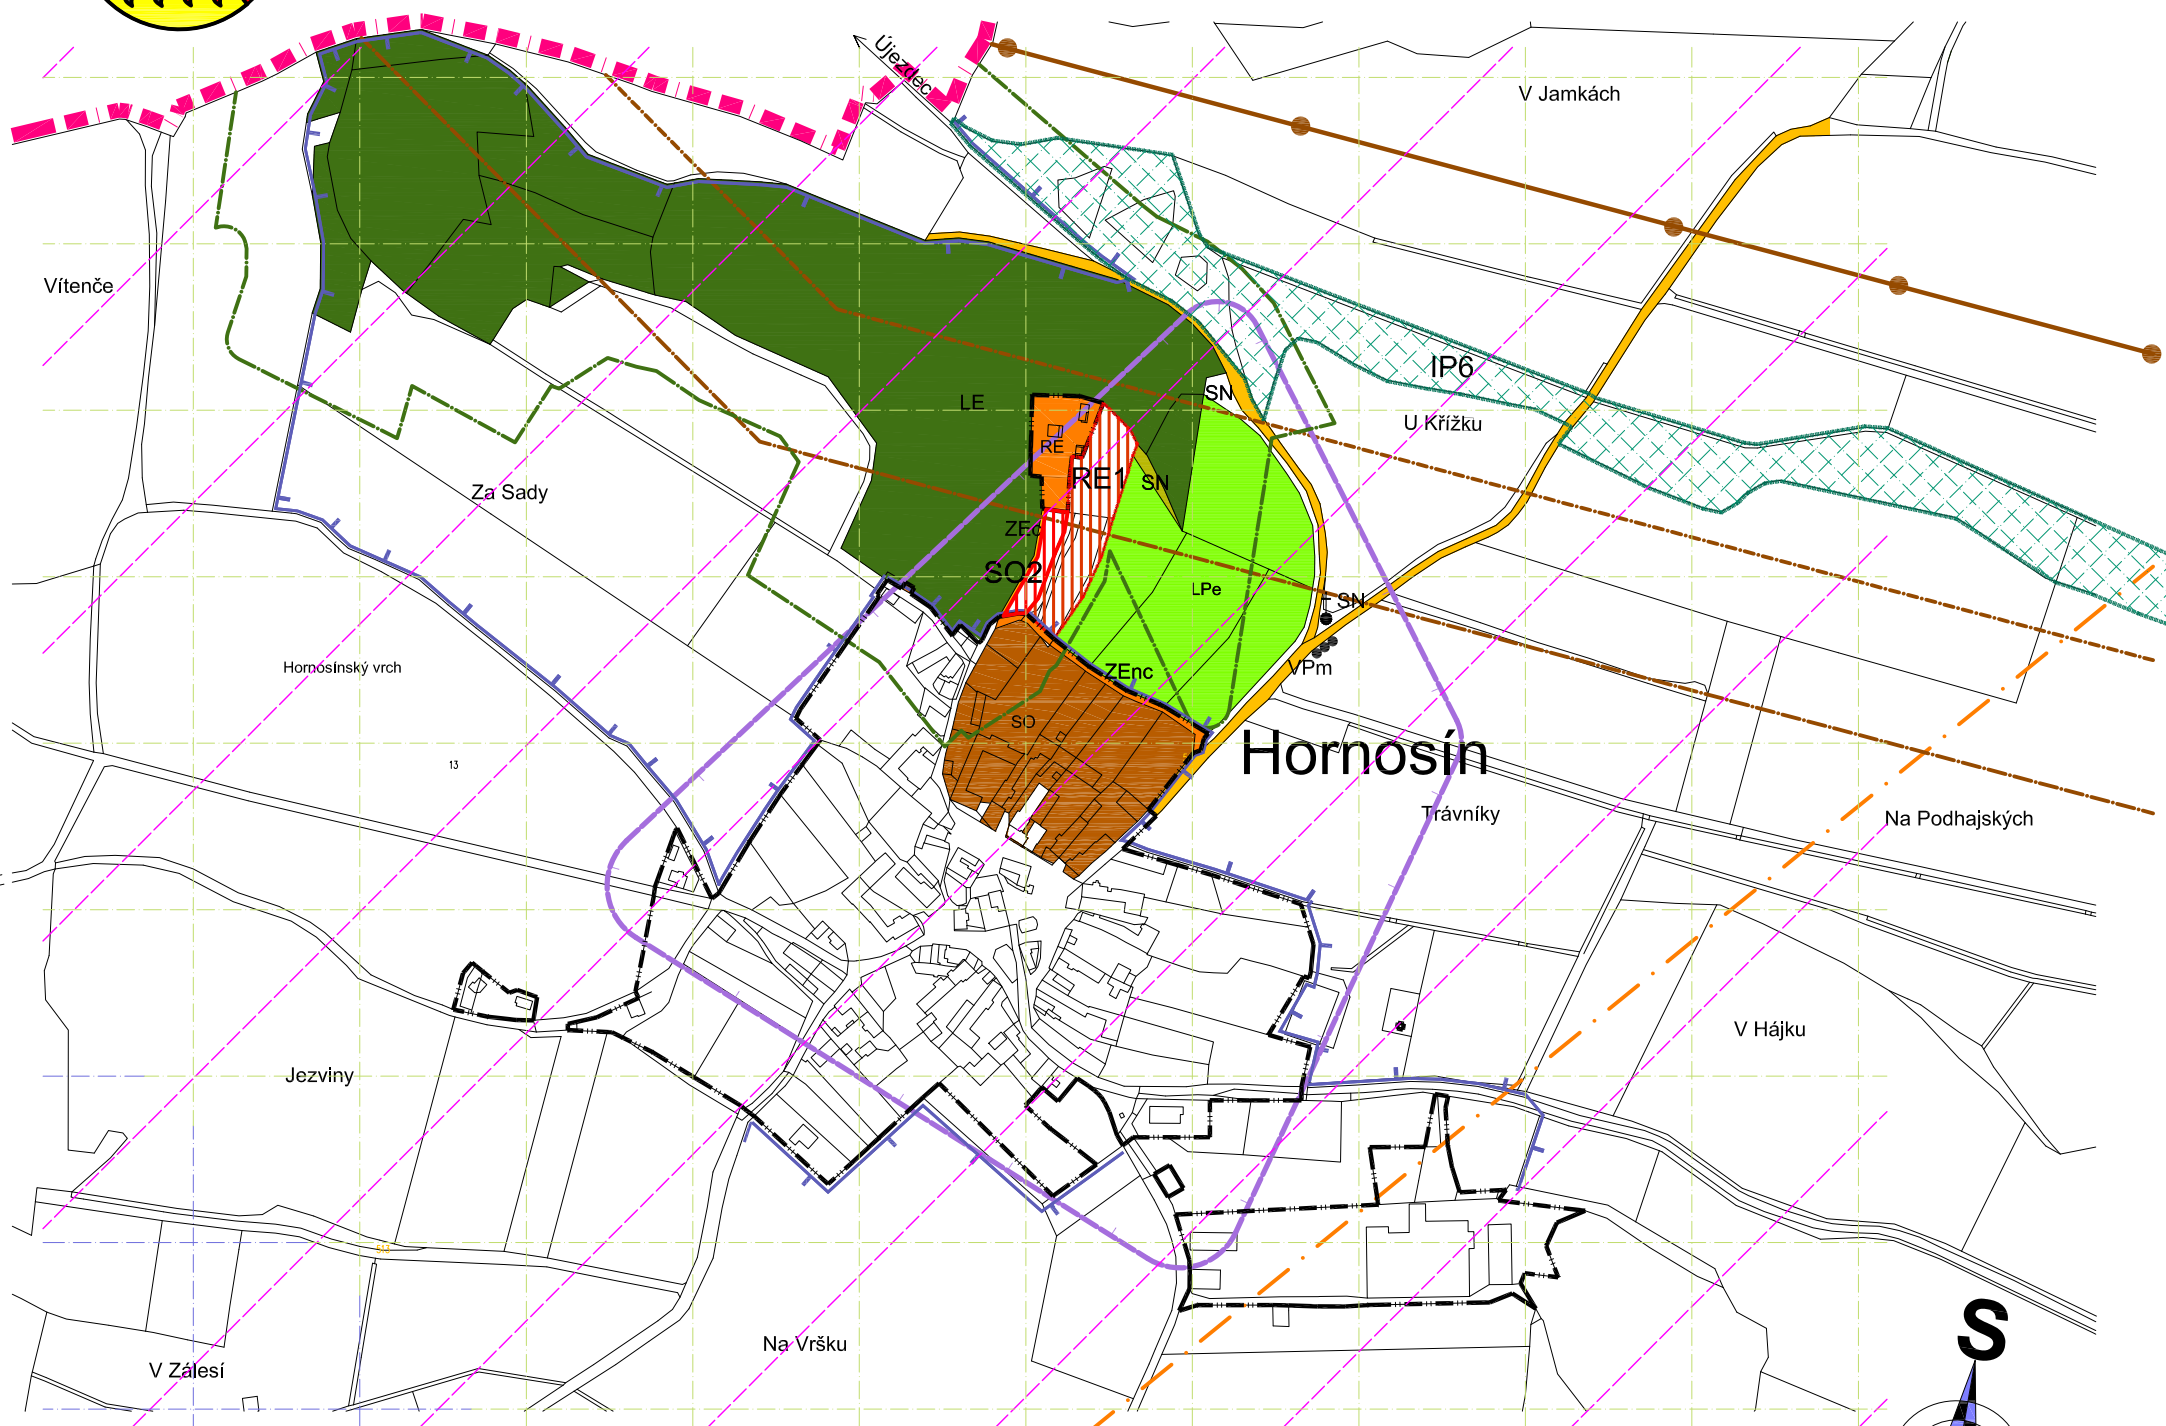 Újezdec
V Jamkách
Vítenče
IP6
SN
LE
U Křížku
RE
RE1
SN
Za Sady
ZEc
SO2
LPe
SN
Hornosínský vrch
VPm
ZEnc
SO
Hornosín
13
Trávníky
Na Podhajských
V Hájku
Jezviny
513
Na Vršku
V Zálesí
S